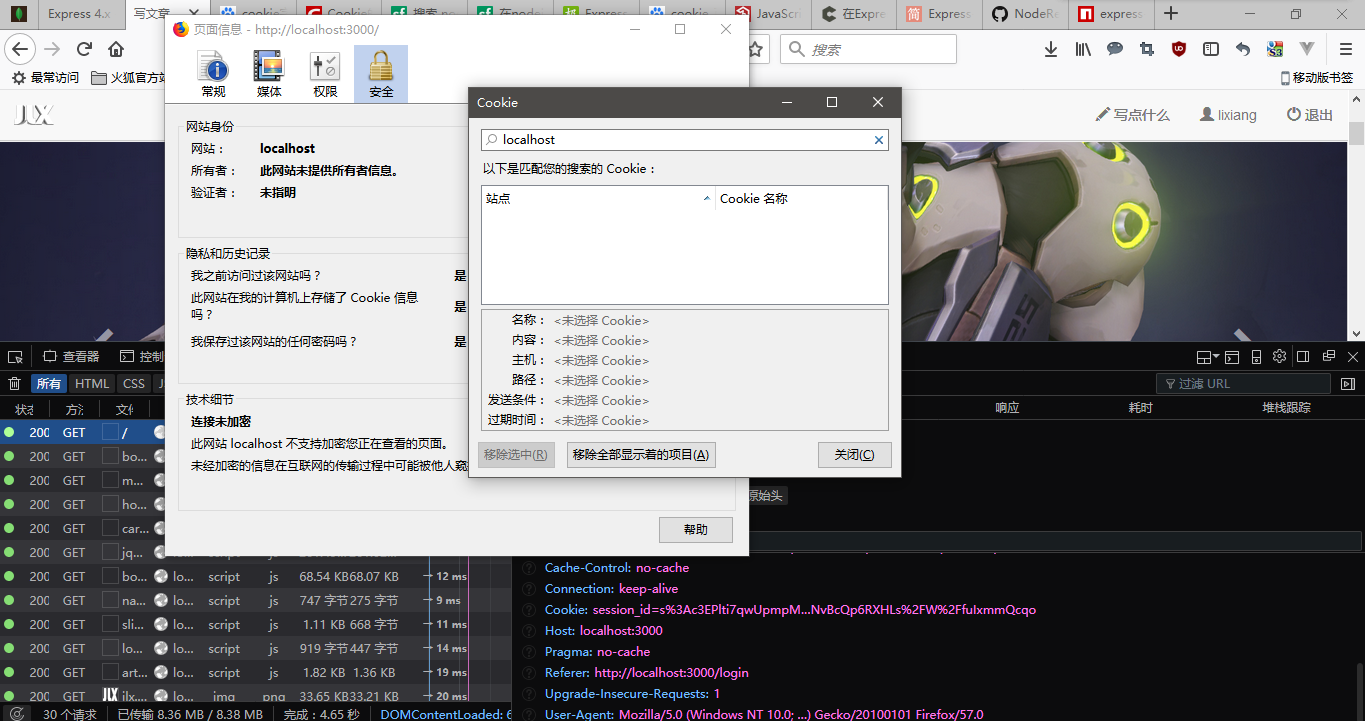 Express 4.x
写文章
cookie
Cookie
搜索 no
在node
Express
cookie
JavaScri
在Expre
Express
NodeRe
express
页面信息 - http://localhost:3000/
搜索
最常访问
火狐官方站
移动版书签
常规
媒体
权限
安全
JLX
写点什么
lixiang
退出
网站身份
网站：
localhost
所有者：
此网站未提供所有者信息。
验证者：
未指明
隐私和历史记录
我之前访问过该网站吗？
是
此网站在我的计算机上存储了 Cookie 信息吗？
是
我保存过该网站的任何密码吗？
是
技术细节
连接未加密
此网站 localhost 不支持加密您正在查看的页面。
未经加密的信息在互联网的传输过程中可能被他人窥
帮助
Cookie
localhost
以下是匹配您的搜索的 Cookie：
站点
Cookie 名称
名称： <未选择 Cookie>
内容： <未选择 Cookie>
主机： <未选择 Cookie>
路径： <未选择 Cookie>
发送条件： <未选择 Cookie>
过期时间： <未选择 Cookie>
移除选中(R)
移除全部显示着的项目(A)
关闭(C)
查看器
控制
所有
HTML
CSS
过滤 URL
状态
方法
文件
响应
耗时
堆栈跟踪
200 GET /
200 GET bo...
200 GET m...
200 GET ho...
200 GET car...
200 GET jq...
200 GET bo... lo... script js 68.54 KB 68.07 KB → 12 ms
200 GET na... lo... script js 747 字节 275 字节 → 9 ms
200 GET sli... lo... script js 1.11 KB 668 字节 → 11 ms
200 GET lo... lo... script js 919 字节 447 字节 → 14 ms
200 GET art... lo... script js 1.82 KB 1.36 KB → 19 ms
200 GET jlx.... lo... img png 33.65 KB 33.21 KB → 20 ms
原始头
Cache-Control: no-cache
Connection: keep-alive
Cookie: session_id=s%3Ac3EPlti7qwUpmpM...NvBcQp6RXHLs%2FW%2FfuIxmmQcqo
Host: localhost:3000
Pragma: no-cache
Referer: http://localhost:3000/login
Upgrade-Insecure-Requests: 1
User-Agent: Mozilla/5.0 (Windows NT 10.0; ...) Gecko/20100101 Firefox/57.0
30 个请求
已传输 8.36 MB / 8.38 MB
完成：4.65 秒
DOMContentLoaded: 6